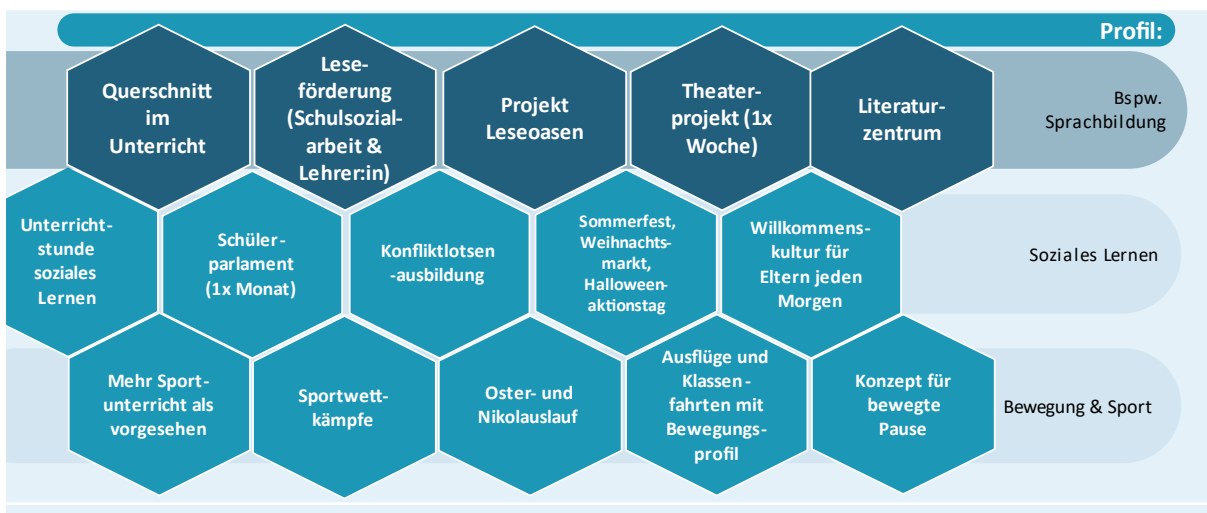 Profil:
Querschnitt
im
Unterricht
Lese-
förderung
(Schulsozial-
arbeit &
Lehrer:in)
Projekt
Leseoasen
Theater-
projekt (1x
Woche)
Literatur-
zentrum
Bspw.
Sprachbildung
Unterricht-
stunde
soziales
Lernen
Schüler-
parlament
(1x Monat)
Konfliktlotsen
-ausbildung
Sommerfest,
Weihnachts-
markt,
Halloween-
aktionstag
Willkommens-
kultur für
Eltern jeden
Morgen
Soziales Lernen
Mehr Sport-
unterricht als
vorgesehen
Sportwett-
kämpfe
Oster- und
Nikolauslauf
Ausflüge und
Klassen-
fahrten mit
Bewegungs-
profil
Konzept für
bewegte
Pause
Bewegung & Sport